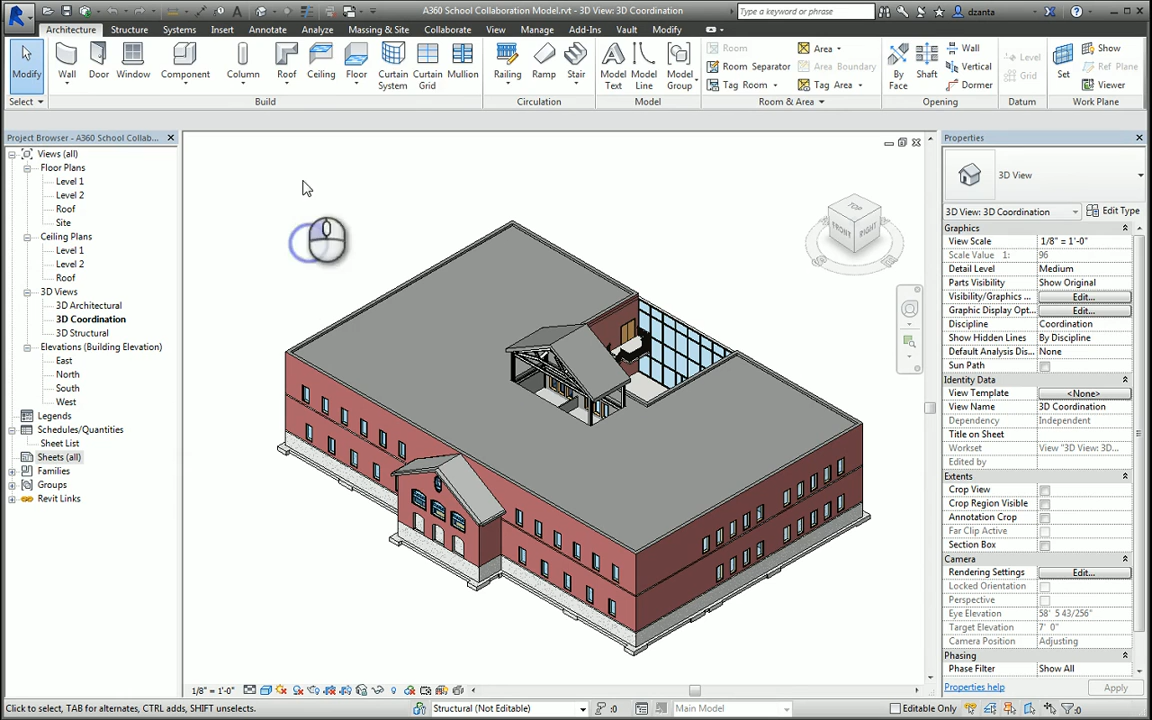 A360 School Collaboration Model.rvt - 3D View: 3D Coordination
Type a keyword or phrase
dzanta
Architecture Structure Systems Insert Annotate Analyze Massing & Site Collaborate View Manage Add-Ins Vault Modify
Modify Wall Door Window Component Column Roof Ceiling Floor Curtain System Curtain Grid Mullion Railing Ramp Stair Model Text Model Line Model Group
Room Area
Room Separator Area Boundary
Tag Room Tag Area
By Face Shaft Wall Vertical Dormer
Level Grid
Set Show Ref Plane Viewer
Select Build Circulation Model Room & Area Opening Datum Work Plane
Project Browser - A360 School Collab...
Views (all)
Floor Plans
Level 1
Level 2
Roof
Site
Ceiling Plans
Level 1
Level 2
Roof
3D Views
3D Architectural
3D Coordination
3D Structural
Elevations (Building Elevation)
East
North
South
West
Legends
Schedules/Quantities
Sheet List
Sheets (all)
Families
Groups
Revit Links
TOP
FRONT RIGHT
Properties
3D View
3D View: 3D Coordination Edit Type
Graphics
View Scale 1/8" = 1'-0"
Scale Value 1: 96
Detail Level Medium
Parts Visibility Show Original
Visibility/Graphics ... Edit...
Graphic Display Opt... Edit...
Discipline Coordination
Show Hidden Lines By Discipline
Default Analysis Dis... None
Sun Path
Identity Data
View Template <None>
View Name 3D Coordination
Dependency Independent
Title on Sheet
Workset View "3D View: 3D...
Edited by
Extents
Crop View
Crop Region Visible
Annotation Crop
Far Clip Active
Section Box
Camera
Rendering Settings Edit...
Locked Orientation
Perspective
Eye Elevation 58' 5 43/256"
Target Elevation 7' 0"
Camera Position Adjusting
Phasing
Phase Filter Show All
Properties help Apply
1/8" = 1'-0"
Click to select, TAB for alternates, CTRL adds, SHIFT unselects. Structural (Not Editable) :0 Main Model Editable Only :0